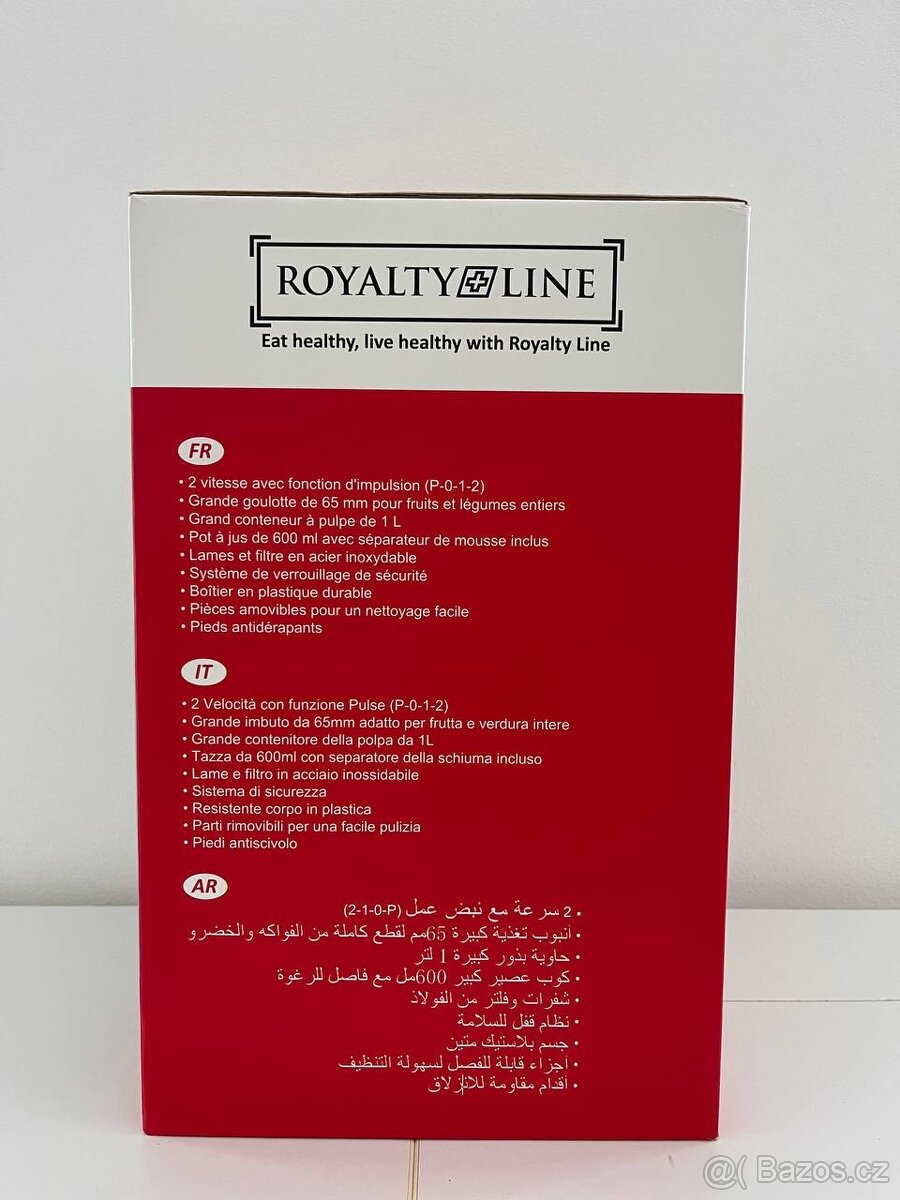 ROYALTY LINE
Eat healthy, live healthy with Royalty Line
FR
• 2 vitesse avec fonction d'impulsion (P-0-1-2)
• Grande goulotte de 65 mm pour fruits et légumes entiers
• Grand conteneur à pulpe de 1 L
• Pot à jus de 600 ml avec séparateur de mousse inclus
• Lames et filtre en acier inoxydable
• Système de verrouillage de sécurité
• Boîtier en plastique durable
• Pièces amovibles pour un nettoyage facile
• Pieds antidérapants
IT
• 2 Velocità con funzione Pulse (P-0-1-2)
• Grande imbuto da 65mm adatto per frutta e verdura intere
• Grande contenitore della polpa da 1L
• Tazza da 600ml con separatore della schiuma incluso
• Lame e filtro in acciaio inossidabile
• Sistema di sicurezza
• Resistente corpo in plastica
• Parti rimovibili per una facile pulizia
• Piedi antiscivolo
AR
• 2 سرعة مع نبض عمل (P-0-1-2)
• أنبوب تغذية كبيرة 65مم لقطع كاملة من الفواكه والخضرو
• حاوية بذور كبيرة 1 لتر
• كوب عصير كبير 600مل مع فاصل للرغوة
• شفرات وفلتر من الفولاذ
• نظام قفل للسلامة
• جسم بلاستيك متين
• أجزاء قابلة للفصل لسهولة التنظيف
• أقدام مقاومة للانزلاق
@( Bazos.cz